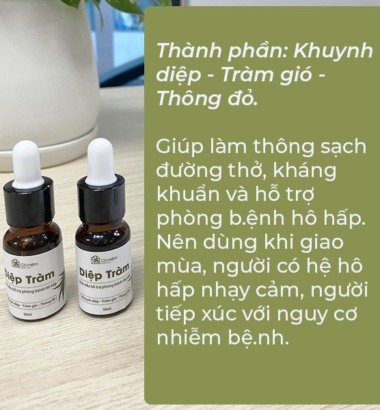 Thành phần: Khuynh
diệp - Tràm gió -
Thông đỏ.
Giúp làm thông sạch
đường thở, kháng
khuẩn và hỗ trợ
phòng b.ệnh hô hấp.
Nên dùng khi giao
mùa, người có hệ hô
hấp nhạy cảm, người
tiếp xúc với nguy cơ
nhiễm bệ.nh.
Diệp Tràm
10ml
Diệp Tràm
10ml